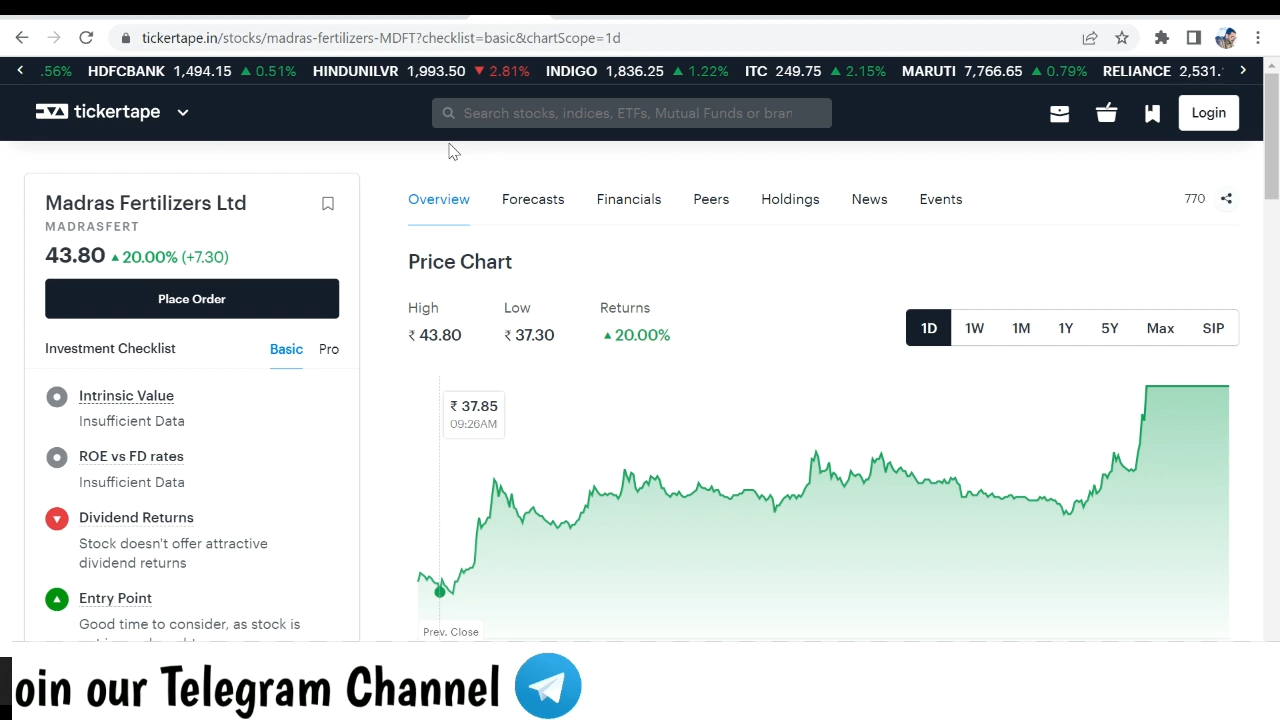 tickertape.in/stocks/madras-fertilizers-MDFT?checklist=basic&chartScope=1d
.56% HDFCBANK 1,494.15 ▲ 0.51% HINDUNILVR 1,993.50 ▼ 2.81% INDIGO 1,836.25 ▲ 1.22% ITC 249.75 ▲ 2.15% MARUTI 7,766.65 ▲ 0.79% RELIANCE 2,531.
tickertape
Search stocks, indices, ETFs, Mutual Funds or bran
Login
Madras Fertilizers Ltd
MADRASFERT
43.80 ▲ 20.00% (+7.30)
Place Order
Investment Checklist Basic Pro
Intrinsic Value
Insufficient Data
ROE vs FD rates
Insufficient Data
Dividend Returns
Stock doesn't offer attractive
dividend returns
Entry Point
Good time to consider, as stock is
Overview Forecasts Financials Peers Holdings News Events 770
Price Chart
High Low Returns
₹ 43.80 ₹ 37.30 ▲ 20.00%
1D 1W 1M 1Y 5Y Max SIP
₹ 37.85
09:26AM
Prev. Close
oin our Telegram Channel